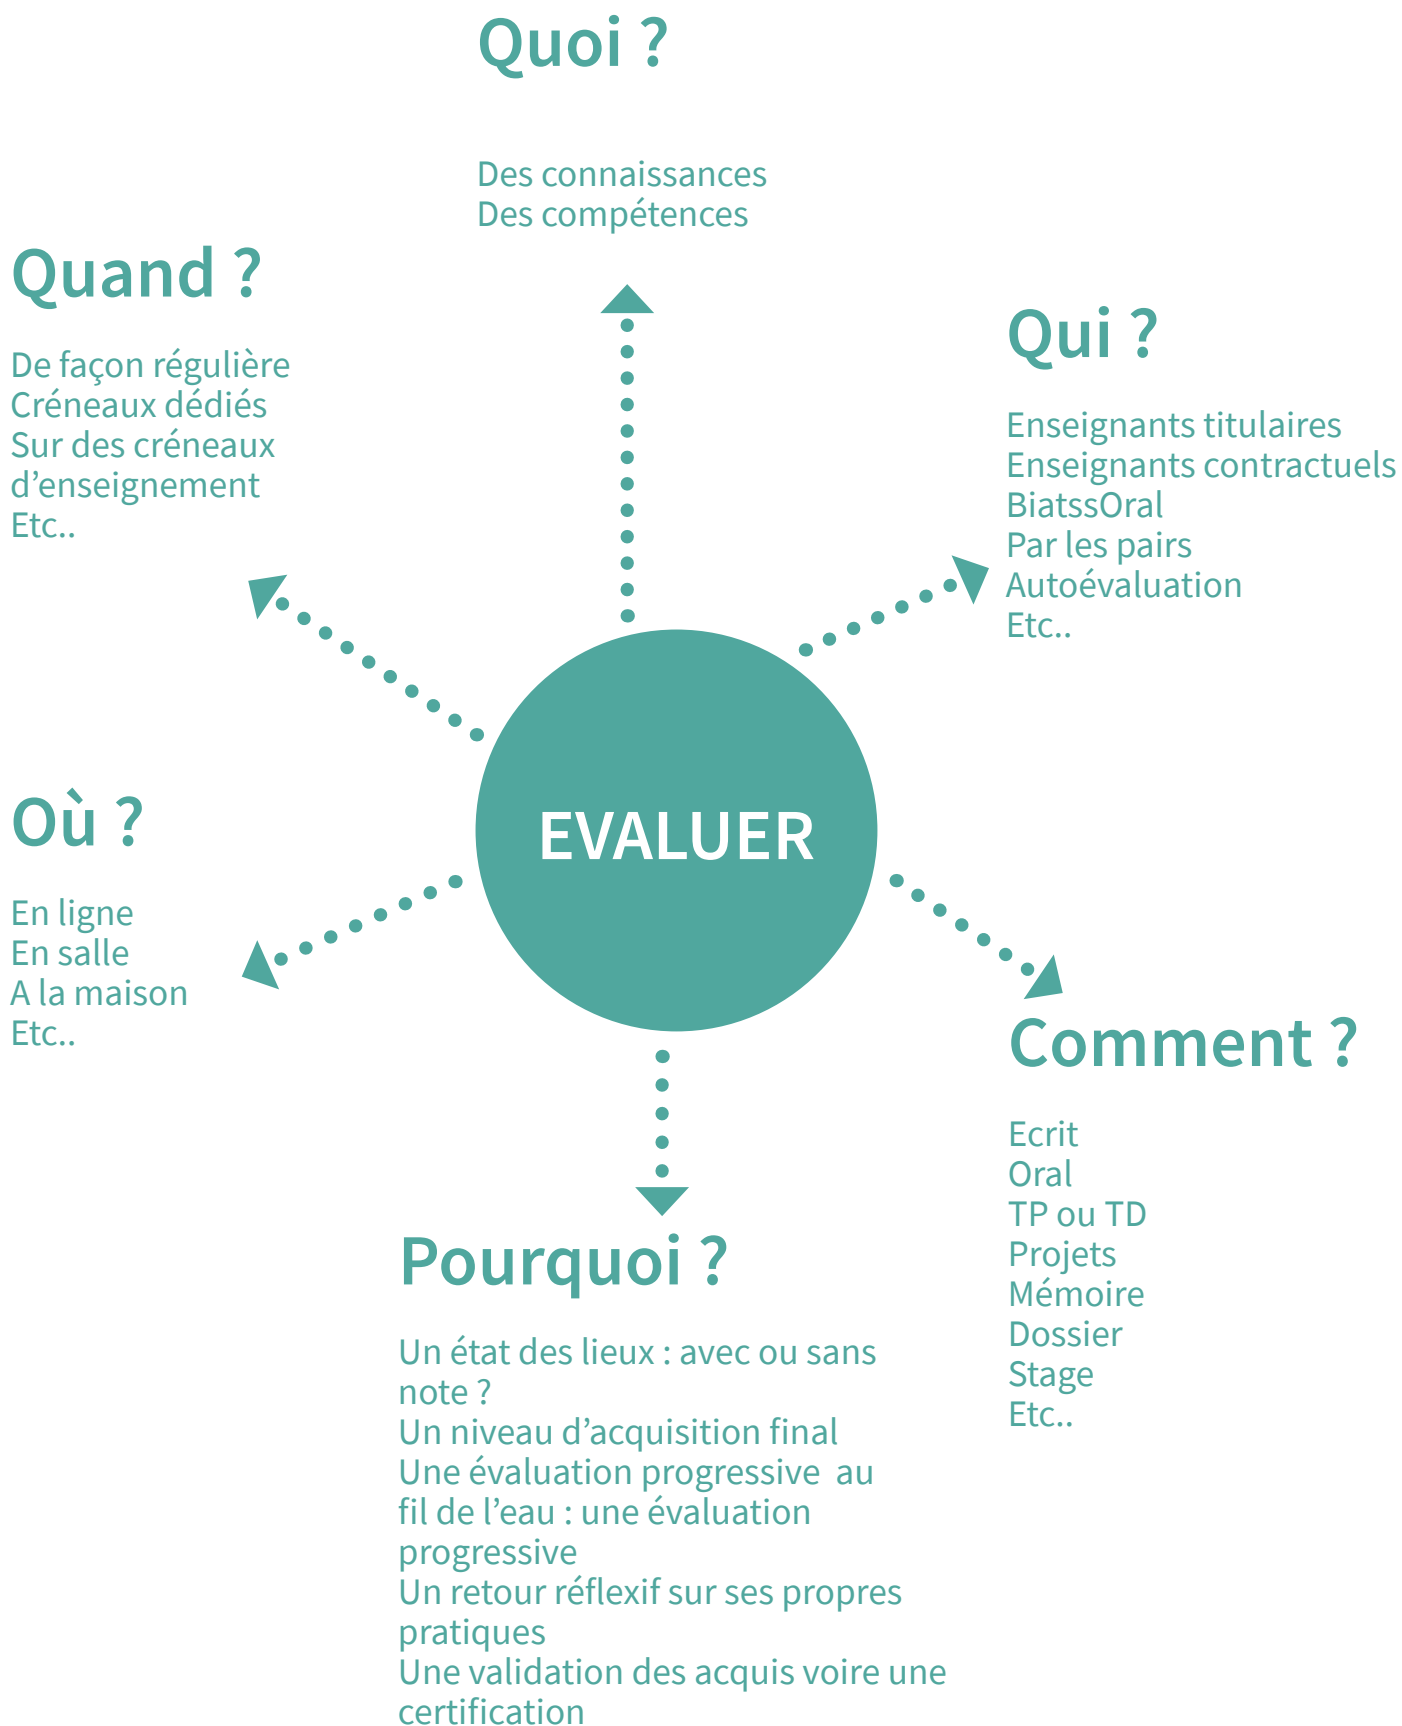 Quoi ?
Des connaissances
Des compétences
Quand ?
De façon régulière
Créneaux dédiés
Sur des créneaux
d’enseignement
Etc..
Qui ?
Enseignants titulaires
Enseignants contractuels
BiatssOral
Par les pairs
Autoévaluation
Etc..
EVALUER
Où ?
En ligne
En salle
A la maison
Etc..
Comment ?
Ecrit
Oral
TP ou TD
Projets
Mémoire
Dossier
Stage
Etc..
Pourquoi ?
Un état des lieux : avec ou sans
note ?
Un niveau d’acquisition final
Une évaluation progressive  au
fil de l’eau : une évaluation
progressive
Un retour réflexif sur ses propres
pratiques
Une validation des acquis voire une
certification